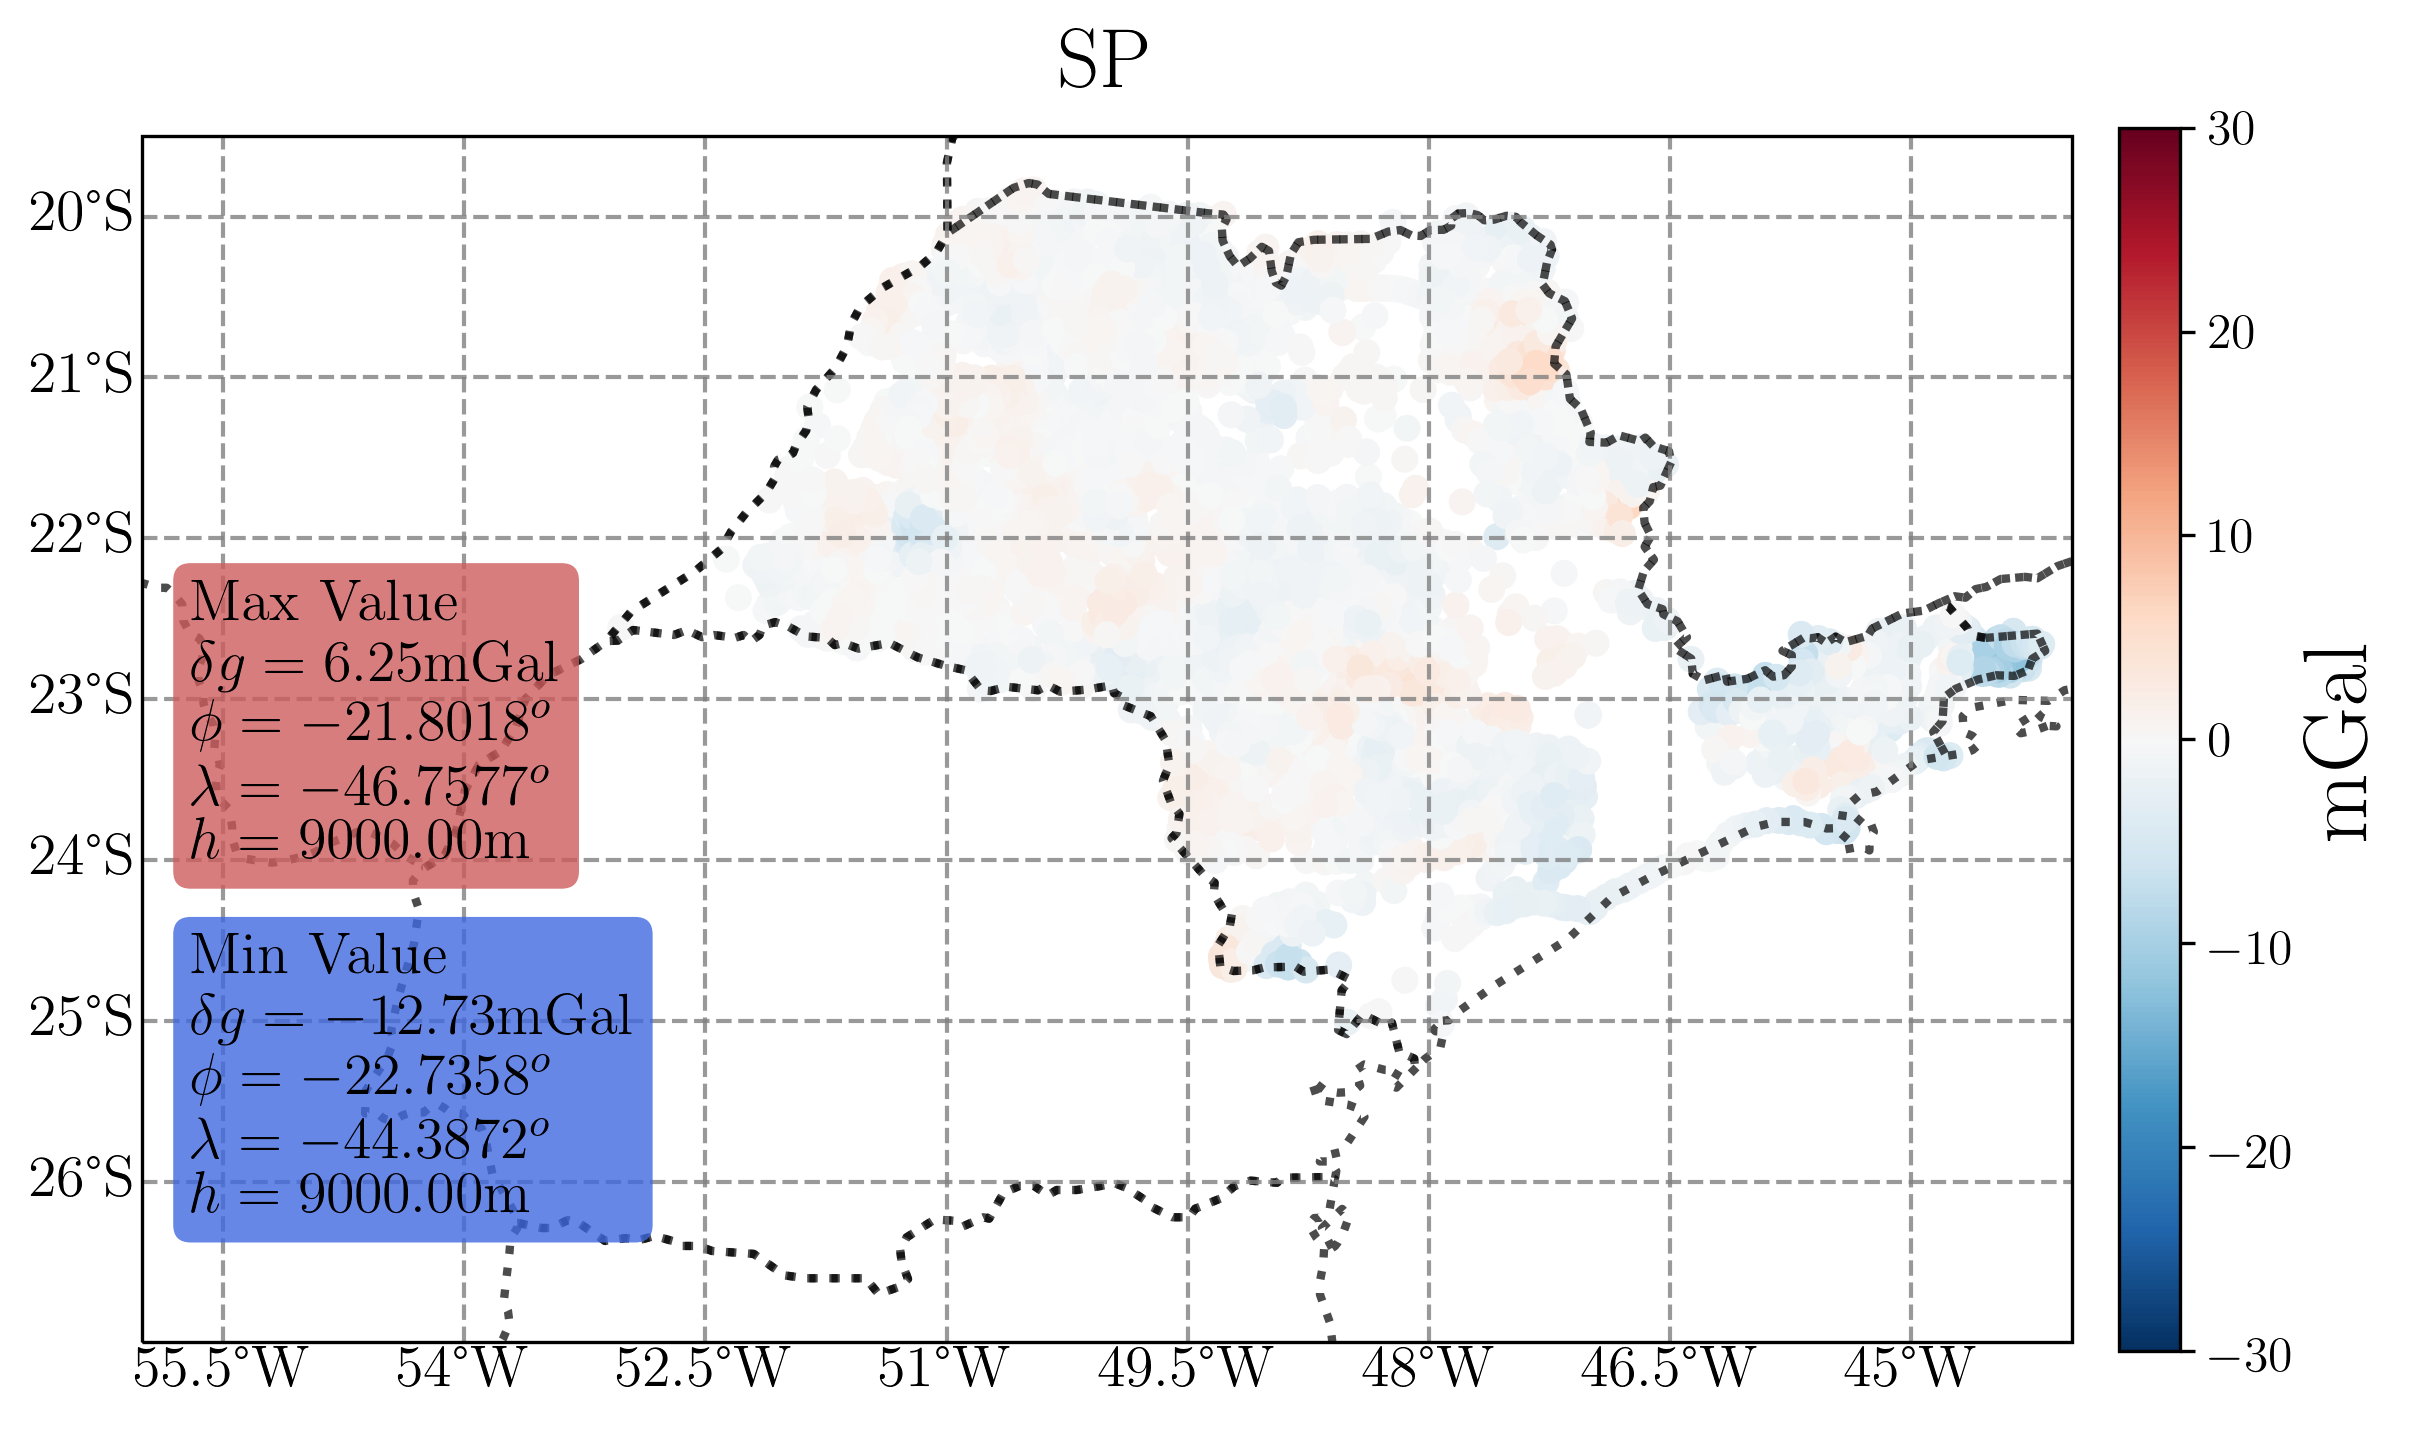 SP
20°S
21°S
22°S
23°S
24°S
25°S
26°S
Max Value
δg = 6.25mGal
ϕ = −21.8018°
λ = −46.7577°
h = 9000.00m
Min Value
δg = −12.73mGal
ϕ = −22.7358°
λ = −44.3872°
h = 9000.00m
55.5°W 54°W 52.5°W 51°W 49.5°W 48°W 46.5°W 45°W
30
20
10
0
−10
−20
−30
mGal